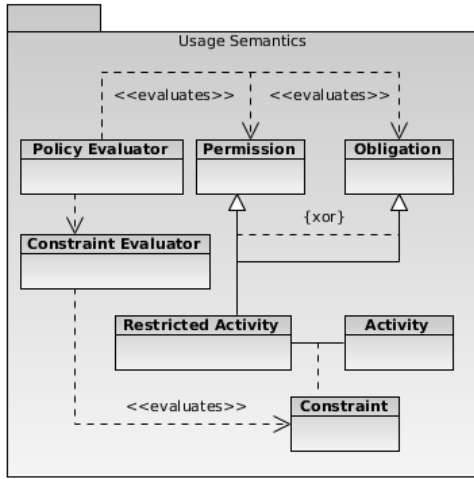 Usage Semantics
<<evaluates>> <<evaluates>>
Policy Evaluator Permission Obligation
{xor}
Constraint Evaluator
Restricted Activity Activity
<<evaluates>> Constraint